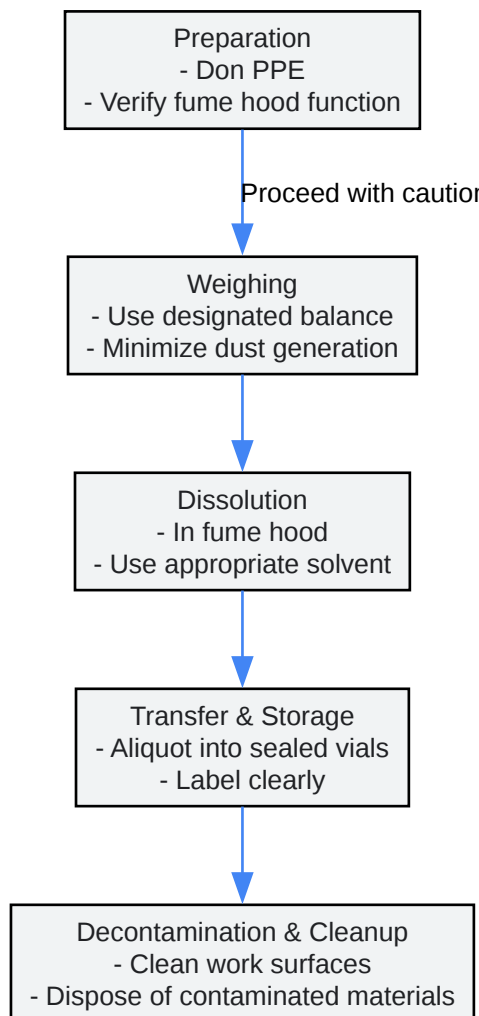 Preparation
- Don PPE
- Verify fume hood function
Proceed with caution
Weighing
- Use designated balance
- Minimize dust generation
Dissolution
- In fume hood
- Use appropriate solvent
Transfer & Storage
- Aliquot into sealed vials
- Label clearly
Decontamination & Cleanup
- Clean work surfaces
- Dispose of contaminated materials